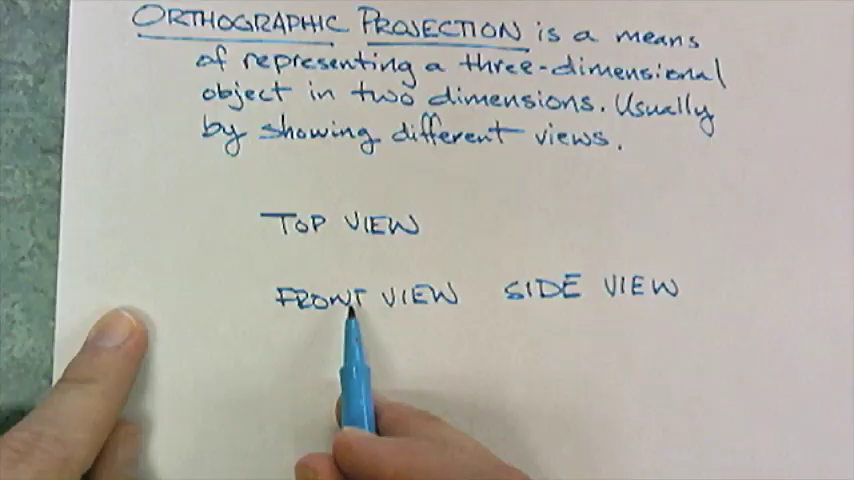 ORTHOGRAPHIC PROJECTION is a means
of representing a three-dimensional
object in two dimensions. Usually
by showing different views.
TOP VIEW
FRONT VIEW SIDE VIEW